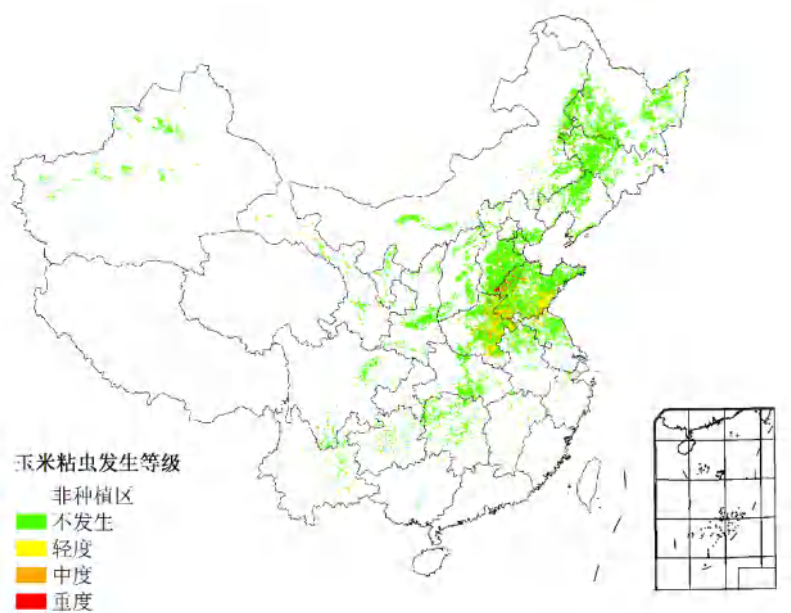 玉米粘虫发生等级
非种植区
不发生
轻度
中度
重度